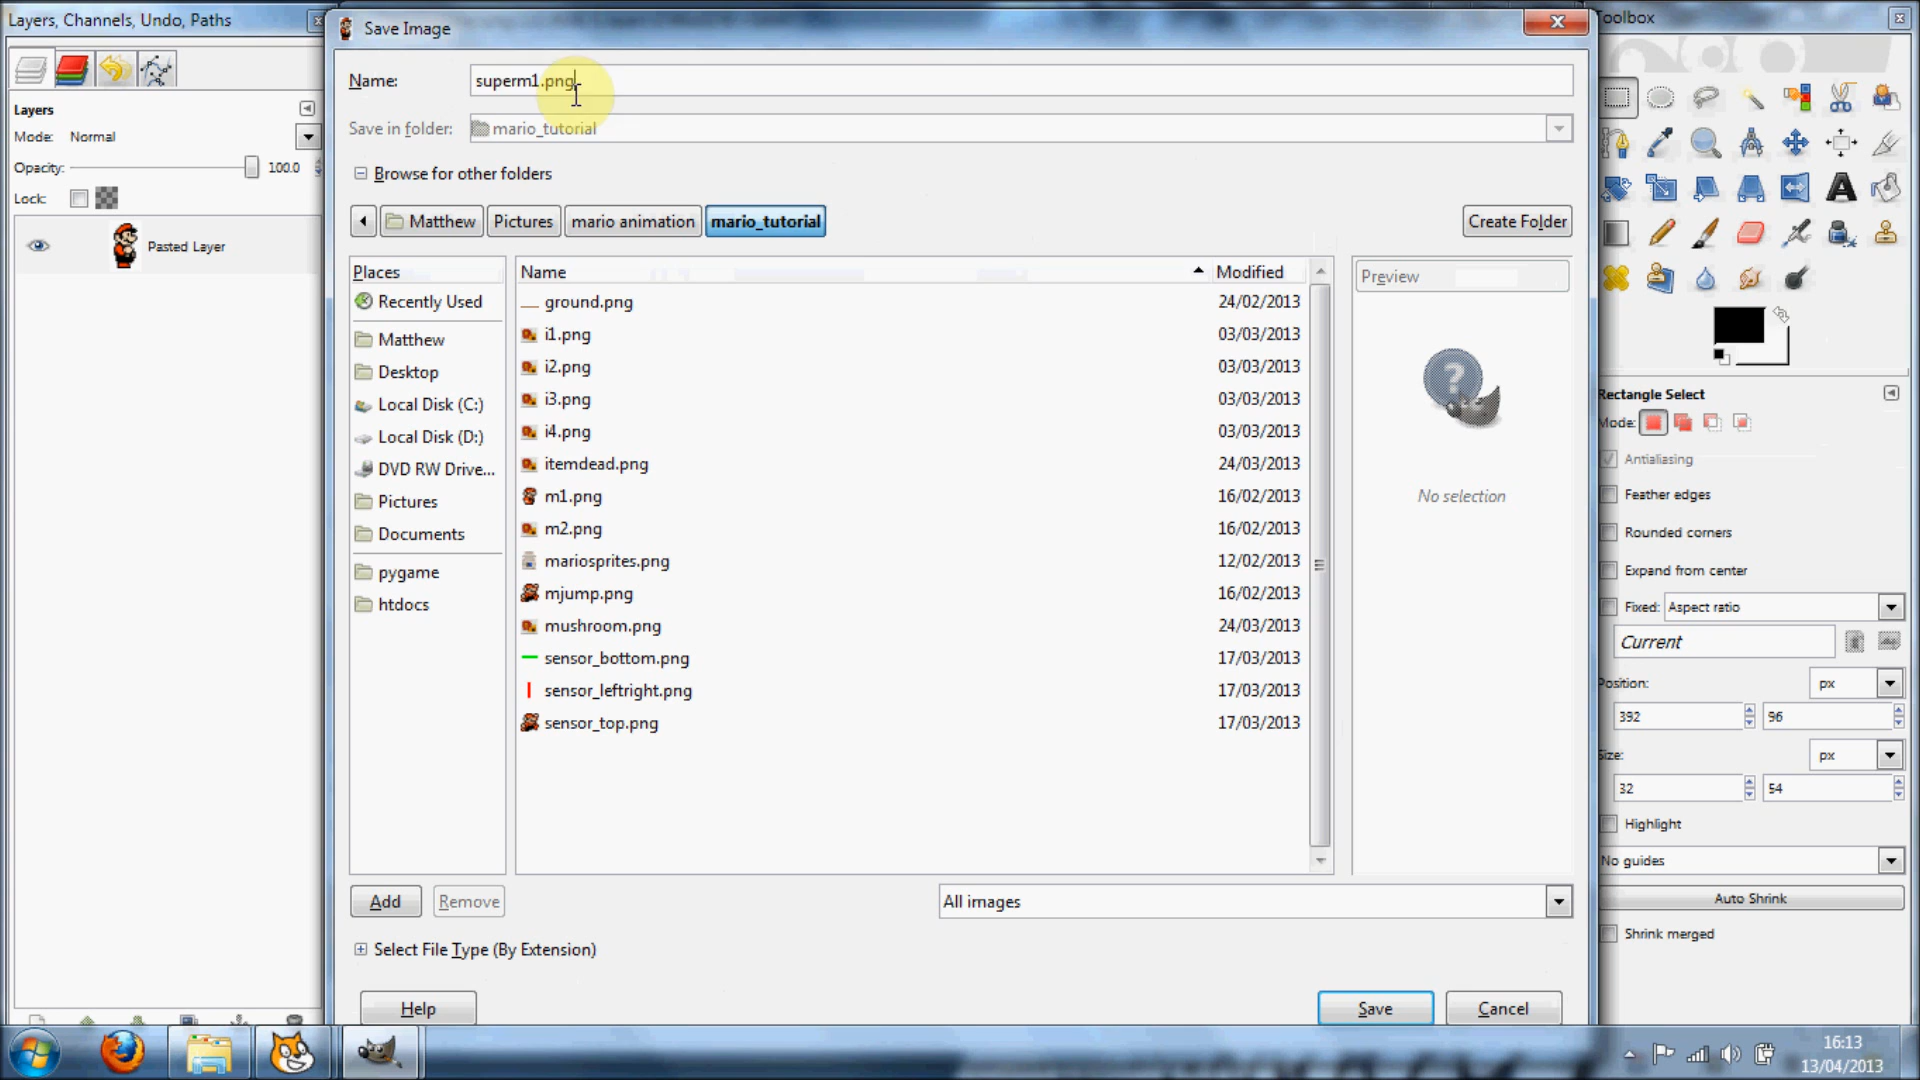 Layers, Channels, Undo, Paths
Layers
Mode: Normal
Opacity: 100.0
Lock:
Pasted Layer
Save Image
Name: superm1.png
Save in folder: mario_tutorial
Browse for other folders
Matthew Pictures mario animation mario_tutorial Create Folder
Places
Recently Used
Matthew
Desktop
Local Disk (C:)
Local Disk (D:)
DVD RW Drive...
Pictures
Documents
pygame
htdocs
Name Modified
ground.png 24/02/2013
i1.png 03/03/2013
i2.png 03/03/2013
i3.png 03/03/2013
i4.png 03/03/2013
itemdead.png 24/03/2013
m1.png 16/02/2013
m2.png 16/02/2013
mariosprites.png 12/02/2013
mjump.png 16/02/2013
mushroom.png 24/03/2013
sensor_bottom.png 17/03/2013
sensor_leftright.png 17/03/2013
sensor_top.png 17/03/2013
Preview
No selection
Add Remove All images
Select File Type (By Extension)
Help Save Cancel
Toolbox
Rectangle Select
Mode:
Antialiasing
Feather edges
Rounded corners
Expand from center
Fixed: Aspect ratio
Current
Position: px
392 96
Size: px
32 54
Highlight
No guides
Auto Shrink
Shrink merged
16:13
13/04/2013